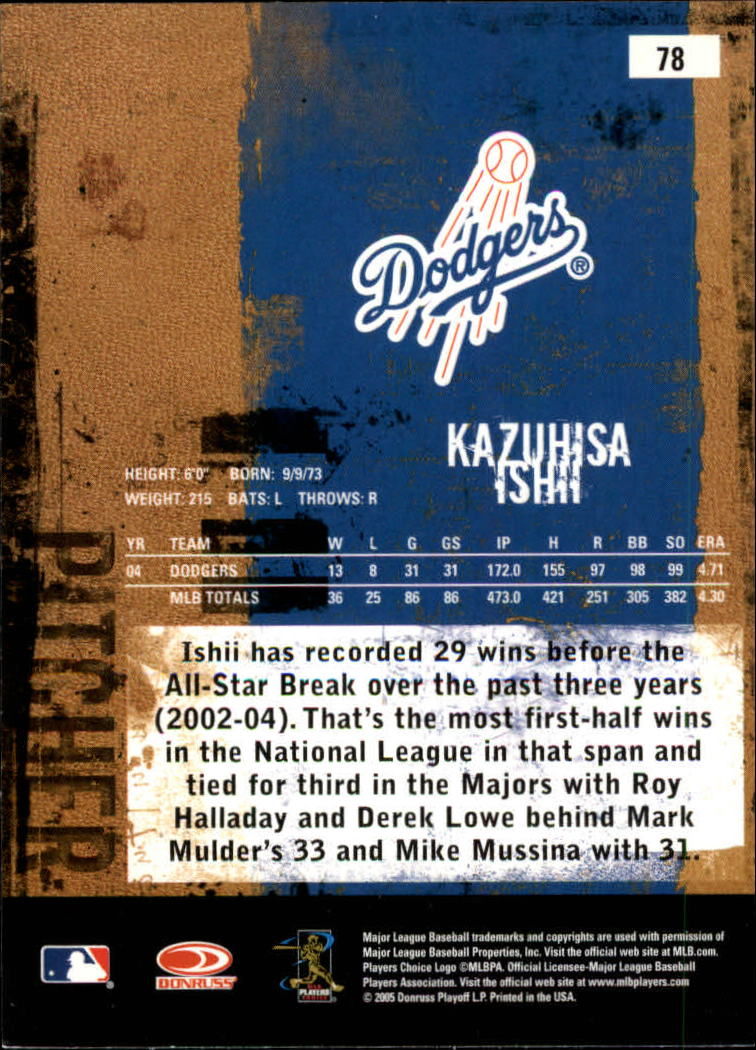 78
Dodgers ®
KAZUHISA
ISHII
HEIGHT: 6'0" BORN: 9/9/73
WEIGHT: 215 BATS: L THROWS: R
YR TEAM W L G GS IP H R BB SO ERA
04 DODGERS 13 8 31 31 172.0 155 97 98 99 4.71
MLB TOTALS 36 25 86 86 473.0 421 251 305 382 4.30
PITCHER
Ishii has recorded 29 wins before the
All-Star Break over the past three years
(2002-04). That's the most first-half wins
in the National League in that span and
tied for third in the Majors with Roy
Halladay and Derek Lowe behind Mark
Mulder's 33 and Mike Mussina with 31.
DONRUSS
MLB
PLAYERS
CHOICE
Major League Baseball trademarks and copyrights are used with permission of
Major League Baseball Properties, Inc. Visit the official web site at MLB.com.
Players Choice Logo ©MLBPA. Official Licensee-Major League Baseball
Players Association. Visit the official web site at www.mlbplayers.com
© 2005 Donruss Playoff L.P. Printed in the USA.